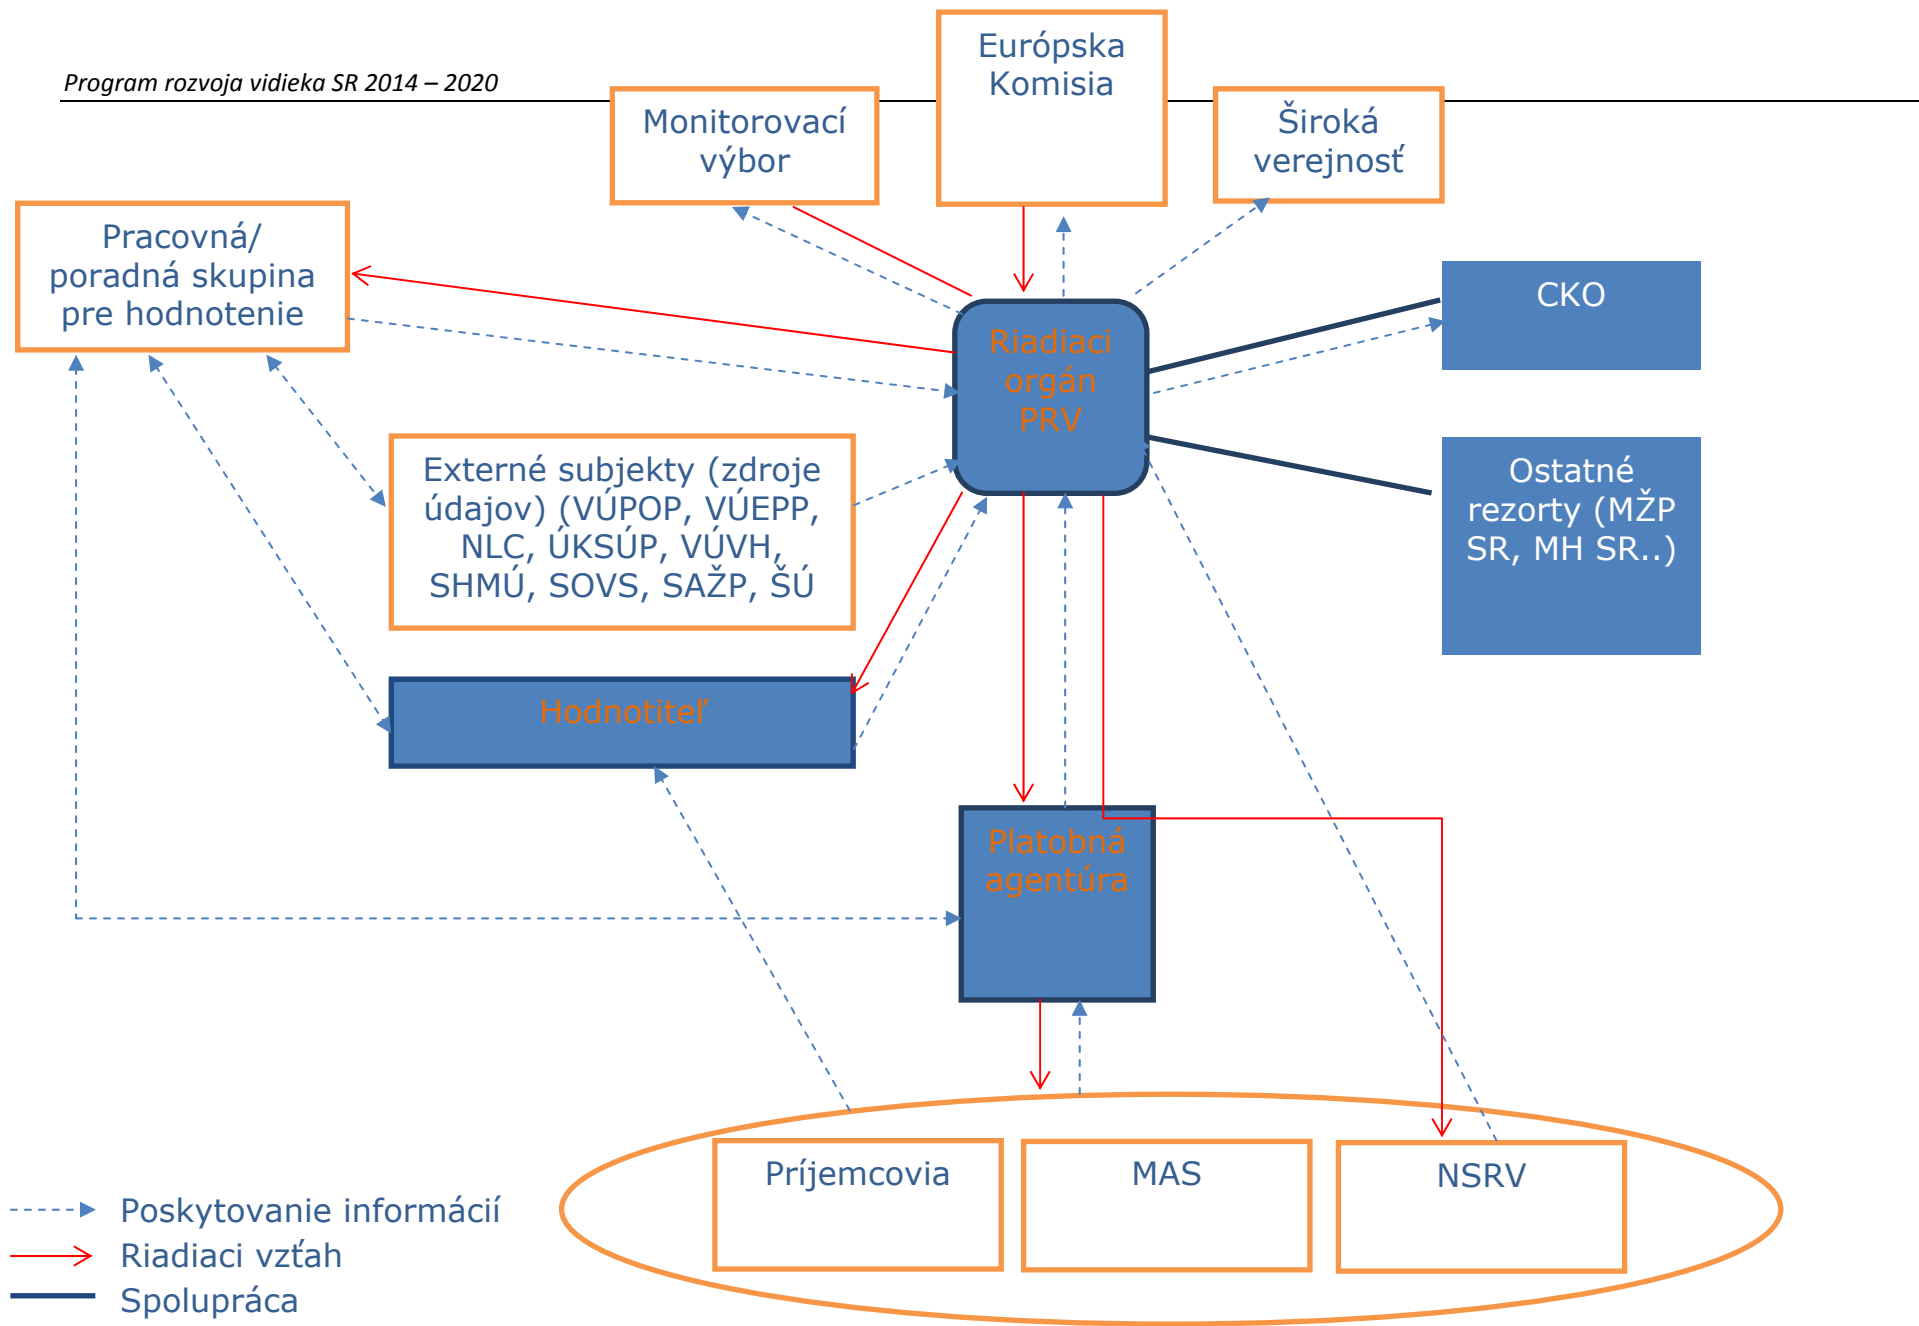 Program rozvoja vidieka SR 2014 – 2020
Európska
Komisia
Monitorovací
výbor
Široká
verejnosť
Pracovná/
poradná skupina
pre hodnotenie
CKO
Riadiaci
orgán
PRV
Externé subjekty (zdroje
údajov) (VÚPOP, VÚEPP,
NLC, ÚKSÚP, VÚVH,
SHMÚ, SOVS, SAŽP, ŠÚ
Ostatné
rezorty (MŽP
SR, MH SR..)
Hodnotiteľ
Platobná
agentúra
Príjemcovia
MAS
NSRV
Poskytovanie informácií
Riadiaci vzťah
Spolupráca